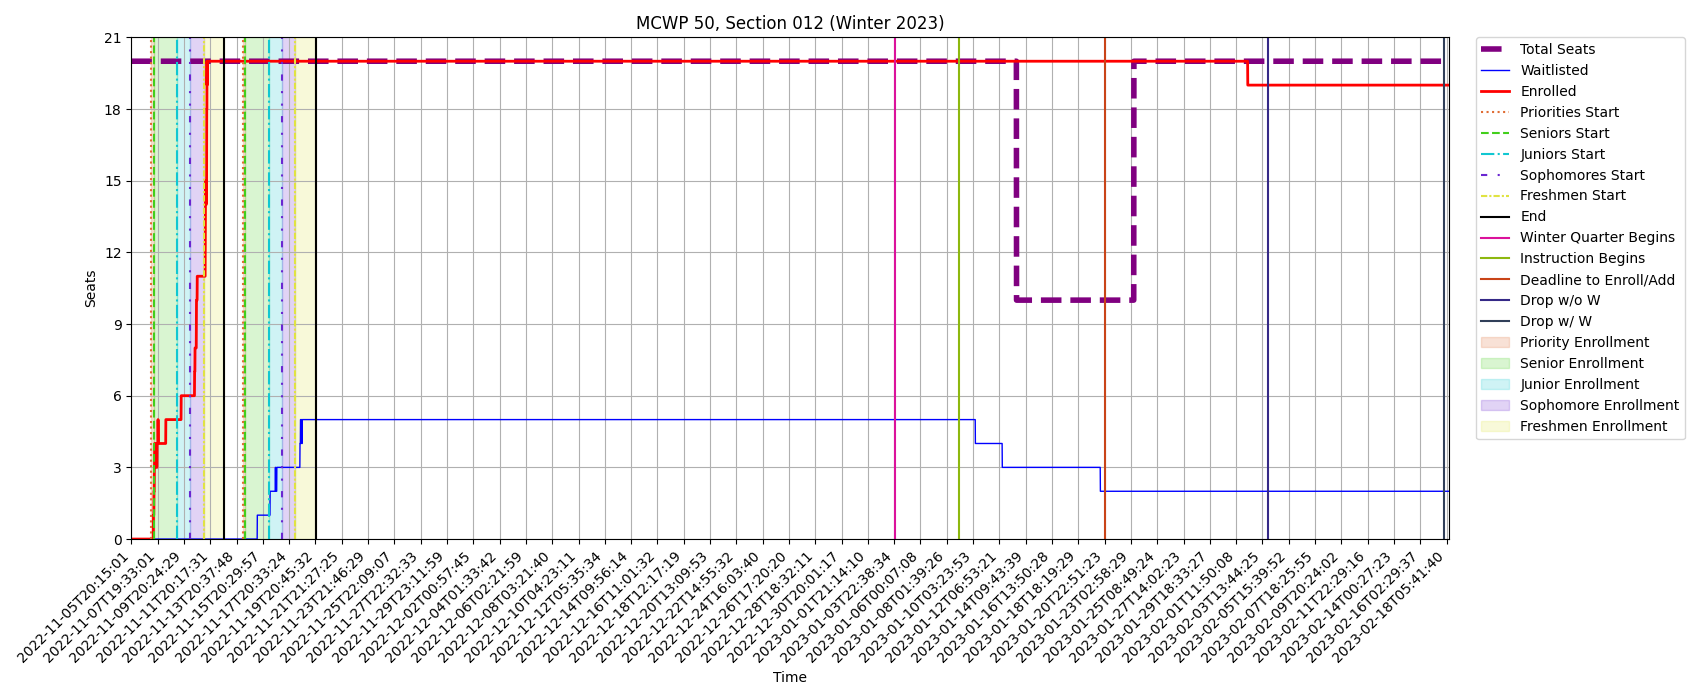 MCWP 50, Section 012 (Winter 2023)
21
18
15
12
9
6
3
0
Seats
2022-11-05T20:15:01
2022-11-07T19:33:01
2022-11-09T20:24:29
2022-11-11T20:17:31
2022-11-13T20:37:48
2022-11-15T20:29:57
2022-11-17T20:33:24
2022-11-19T20:45:32
2022-11-21T21:27:25
2022-11-23T21:46:29
2022-11-25T22:09:07
2022-11-27T22:32:33
2022-11-29T23:11:59
2022-12-02T00:57:45
2022-12-04T01:33:42
2022-12-06T02:21:59
2022-12-08T03:21:40
2022-12-10T04:23:11
2022-12-12T05:35:34
2022-12-14T09:56:14
2022-12-16T11:01:32
2022-12-18T12:17:19
2022-12-20T13:09:53
2022-12-22T14:55:32
2022-12-24T16:03:40
2022-12-26T17:20:20
2022-12-28T18:32:11
2022-12-30T20:01:17
2023-01-01T21:14:10
2023-01-03T22:38:34
2023-01-06T00:07:08
2023-01-08T01:39:26
2023-01-10T03:23:53
2023-01-12T06:53:21
2023-01-14T09:43:39
2023-01-16T13:50:28
2023-01-18T18:19:29
2023-01-20T22:51:23
2023-01-23T02:58:29
2023-01-25T08:49:24
2023-01-27T14:02:23
2023-01-29T18:33:27
2023-02-01T11:50:08
2023-02-03T13:44:25
2023-02-05T15:39:52
2023-02-07T18:25:55
2023-02-09T20:24:02
2023-02-11T22:29:16
2023-02-14T00:27:23
2023-02-16T02:29:37
2023-02-18T05:41:40
Time
Total Seats
Waitlisted
Enrolled
Priorities Start
Seniors Start
Juniors Start
Sophomores Start
Freshmen Start
End
Winter Quarter Begins
Instruction Begins
Deadline to Enroll/Add
Drop w/o W
Drop w/ W
Priority Enrollment
Senior Enrollment
Junior Enrollment
Sophomore Enrollment
Freshmen Enrollment